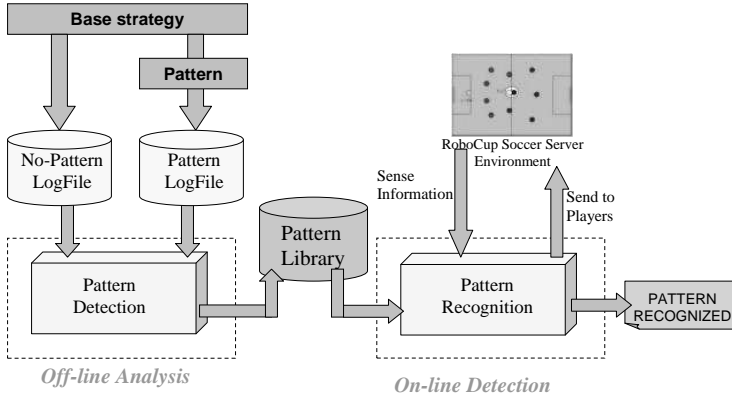 Base strategy
Pattern
No-Pattern
LogFile
Pattern
LogFile
RoboCup Soccer Server
Environment
Sense
Information
Send to
Players
Pattern
Library
Pattern
Detection
Pattern
Recognition
PATTERN
RECOGNIZED
Off-line Analysis
On-line Detection